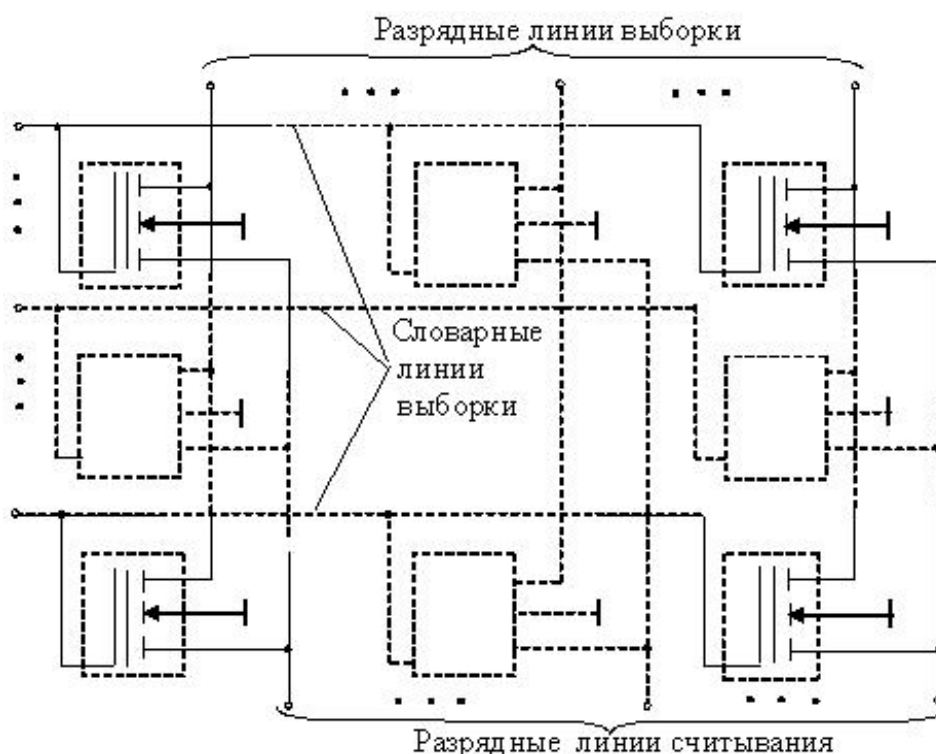 Разрядные линии выборки
Словарные
линии
выборки
Разрядные линии считывания